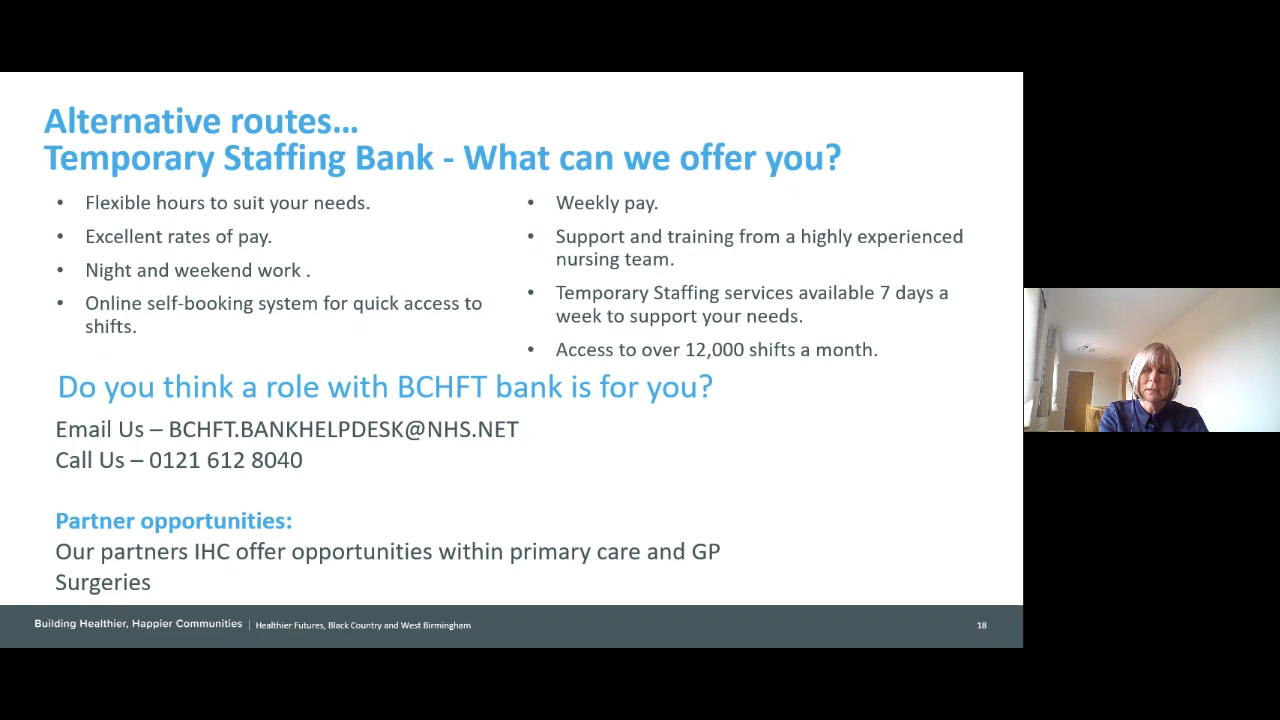 Alternative routes…
Temporary Staffing Bank - What can we offer you?
• Flexible hours to suit your needs.
• Excellent rates of pay.
• Night and weekend work .
• Online self-booking system for quick access to
shifts.
• Weekly pay.
• Support and training from a highly experienced
nursing team.
• Temporary Staffing services available 7 days a
week to support your needs.
• Access to over 12,000 shifts a month.
Do you think a role with BCHFT bank is for you?
Email Us – BCHFT.BANKHELPDESK@NHS.NET
Call Us – 0121 612 8040
Partner opportunities:
Our partners IHC offer opportunities within primary care and GP
Surgeries
Building Healthier, Happier Communities | Healthier Futures, Black Country and West Birmingham
18